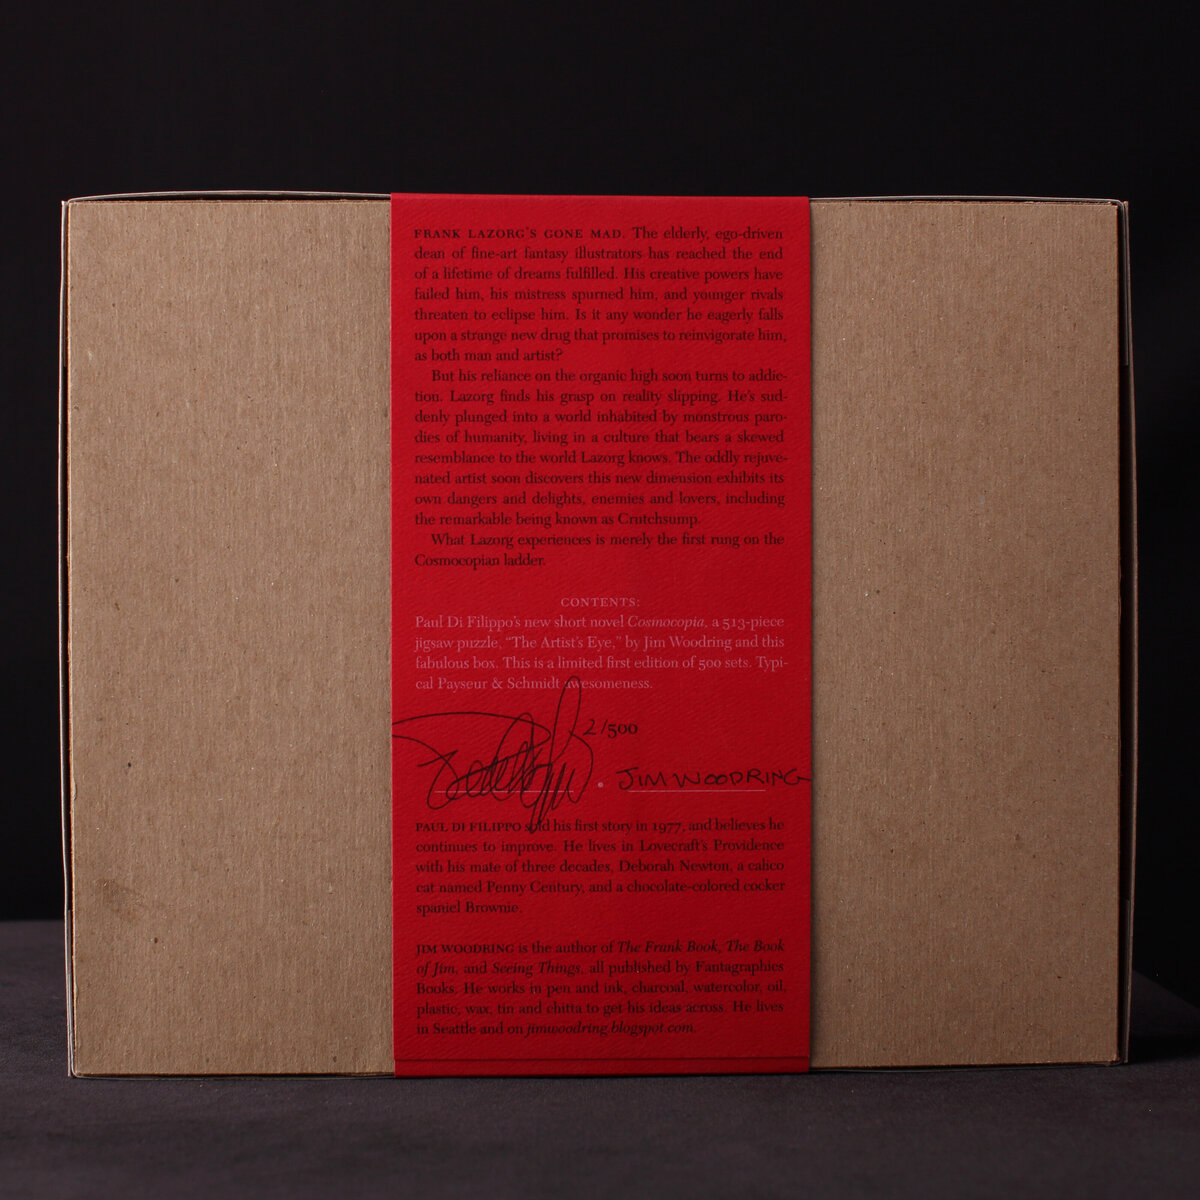 FRANK LAZORG'S GONE MAD. The elderly, ego-driven
dean of fine-art fantasy illustrators has reached the end
of a lifetime of dreams fulfilled. His creative powers have
failed him, his mistress spurned him, and younger rivals
threaten to eclipse him. Is it any wonder he eagerly falls
upon a strange new drug that promises to reinvigorate him,
as both man and artist?
But his reliance on the organic high soon turns to addic-
tion. Lazorg finds his grasp on reality slipping. He's sud-
denly plunged into a world inhabited by monstrous paro-
dies of humanity, living in a culture that bears a skewed
resemblance to the world Lazorg knows. The oddly rejuve-
nated artist soon discovers this new dimension exhibits its
own dangers and delights, enemies and lovers, including
the remarkable being known as Crutchsump.
What Lazorg experiences is merely the first rung on the
Cosmocopian ladder.
CONTENTS:
Paul Di Filippo's new short novel Cosmocopia, a 513-piece
jigsaw puzzle, "The Artist's Eye," by Jim Woodring and this
fabulous box. This is a limited first edition of 500 sets. Typi-
cal Payseur & Schmidt awesomeness.
2/500
JIM WOODRING
PAUL DI FILIPPO sold his first story in 1977, and believes he
continues to improve. He lives in Lovecraft's Providence
with his mate of three decades, Deborah Newton, a calico
cat named Penny Century, and a chocolate-colored cocker
spaniel Brownie.
JIM WOODRING is the author of The Frank Book, The Book
of Jim, and Seeing Things, all published by Fantagraphics
Books. He works in pen and ink, charcoal, watercolor, oil,
plastic, wax, tin and chitta to get his ideas across. He lives
in Seattle and on jimwoodring.blogspot.com.